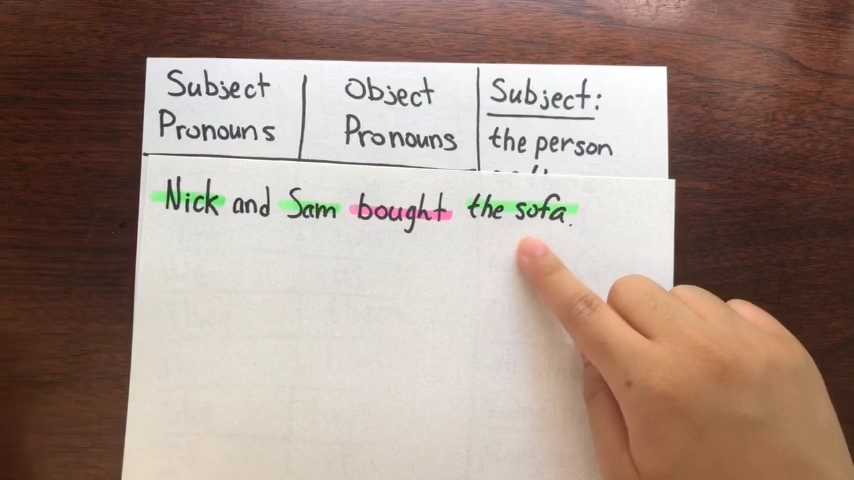 Subject
Pronouns
Object
Pronouns
Subject:
the person
Nick and Sam bought the sofa.